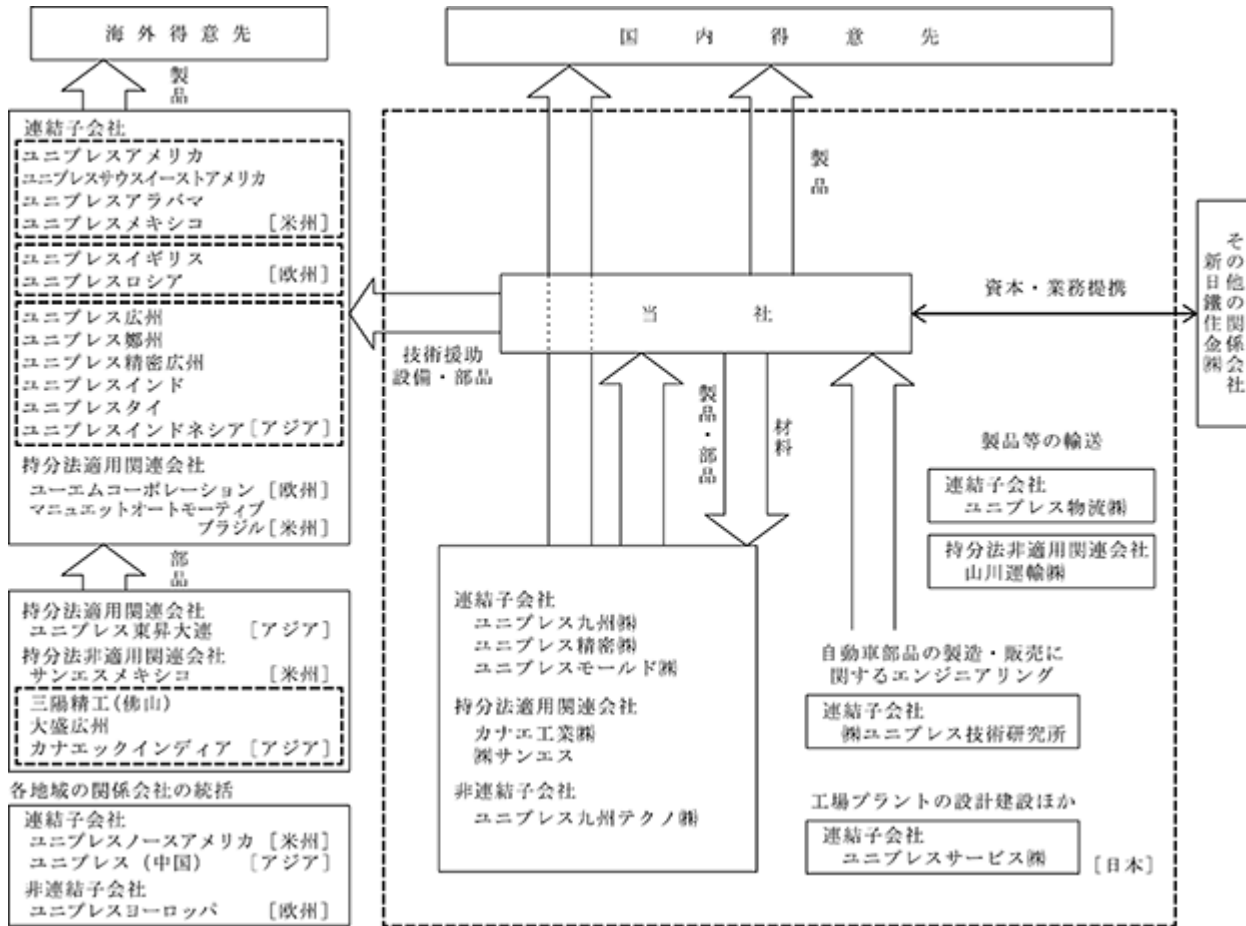 海外得意先
製品
連結子会社
ユニプレスアメリカ
ユニプレスサウスイーストアメリカ
ユニプレスアラバマ
ユニプレスメキシコ [米州]
ユニプレスイギリス
ユニプレスロシア [欧州]
ユニプレス広州
ユニプレス鄭州
ユニプレス精密広州
ユニプレスインド
ユニプレスタイ
ユニプレスインドネシア [アジア]
持分法適用関連会社
ユーエムコーポレーション [欧州]
マニュエットオートモーティブ
ブラジル [米州]
部品
持分法適用関連会社
ユニプレス東昇大連 [アジア]
持分法非適用関連会社
サンエスメキシコ [米州]
三陽精工(佛山)
大盛広州
カナエックインディア [アジア]
各地域の関係会社の統括
連結子会社
ユニプレスノースアメリカ [米州]
ユニプレス（中国） [アジア]
非連結子会社
ユニプレスヨーロッパ [欧州]
国内得意先
製品
当社
技術援助
設備・部品
製品・部品
材料
連結子会社
ユニプレス九州㈱
ユニプレス精密㈱
ユニプレスモールド㈱
持分法適用関連会社
カナエ工業㈱
㈱サンエス
非連結子会社
ユニプレス九州テクノ㈱
資本・業務提携
その他の関係会社
新日鐵住金㈱
製品等の輸送
連結子会社
ユニプレス物流㈱
持分法非適用関連会社
山川運輸㈱
自動車部品の製造・販売に
関するエンジニアリング
連結子会社
㈱ユニプレス技術研究所
工場プラントの設計建設ほか
連結子会社
ユニプレスサービス㈱
[日本]